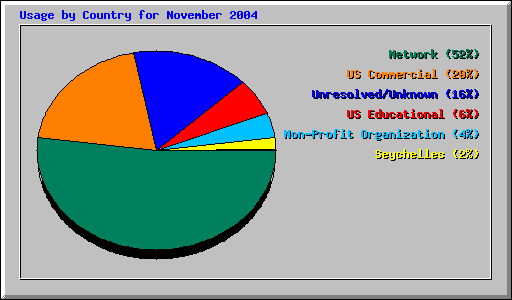 Usage by Country for November 2004
Network (52%)
US Commercial (20%)
Unresolved/Unknown (16%)
US Educational (6%)
Non-Profit Organization (4%)
Seychelles (2%)